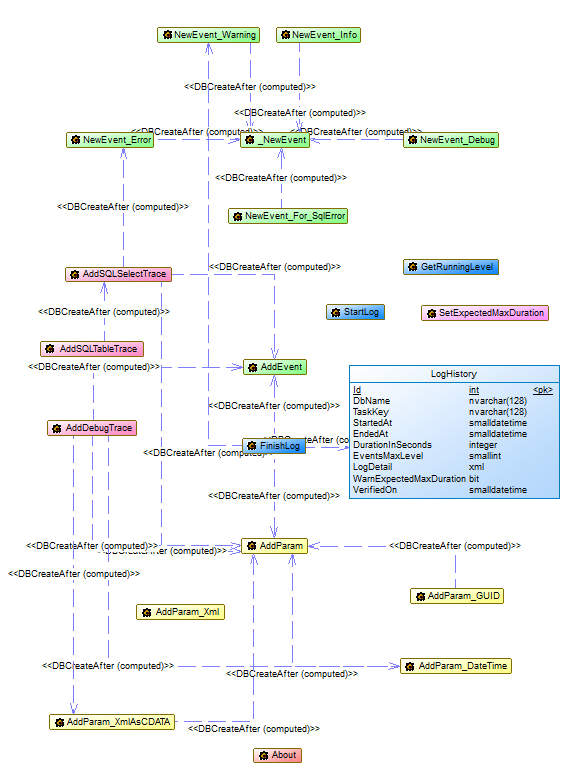 NewEvent_Warning
NewEvent_Info
<<DBCreateAfter (computed)>>
<<DBCreateAfter (computed)>>
<<DBCreateAfter (computed)>>
<<DBCreateAfter (computed)>>
NewEvent_Error
_NewEvent
NewEvent_Debug
<<DBCreateAfter (computed)>>
<<DBCreateAfter (computed)>>
NewEvent_For_SqlError
<<DBCreateAfter (computed)>>
GetRunningLevel
AddSQLSelectTrace
<<DBCreateAfter (computed)>>
StartLog
SetExpectedMaxDuration
AddSQLTableTrace
<<DBCreateAfter (computed)>>
AddEvent
LogHistory
Id int <pk>
DbName nvarchar(128)
TaskKey nvarchar(128)
StartedAt smalldatetime
EndedAt smalldatetime
DurationInSeconds integer
EventsMaxLevel smallint
LogDetail xml
WarnExpectedMaxDuration bit
VerifiedOn smalldatetime
AddDebugTrace
<<DBCreateAfter (computed)>>
FinishLog
<<DBCreateAfter (computed)>>
<<DBCreateAfter (computed)>>
<<DBCreateAfter (computed)>>
<<DBCreateAfter (computed)>>
AddParam
<<DBCreateAfter (computed)>>
<<DBCreateAfter (computed)>>
<<DBCreateAfter (computed)>>
AddParam_GUID
AddParam_Xml
<<DBCreateAfter (computed)>>
<<DBCreateAfter (computed)>>
AddParam_DateTime
AddParam_XmlAsCDATA
<<DBCreateAfter (computed)>>
About